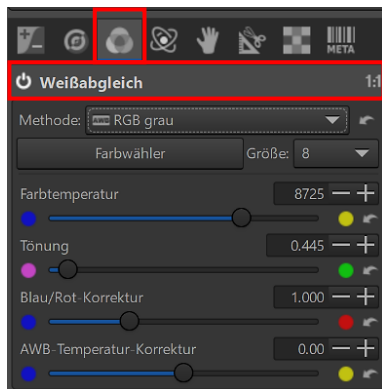 META
Weißabgleich 1:1
Methode: AWB RGB grau
Farbwähler Größe: 8
Farbtemperatur 8725
Tönung 0.445
Blau/Rot-Korrektur 1.000
AWB-Temperatur-Korrektur 0.00